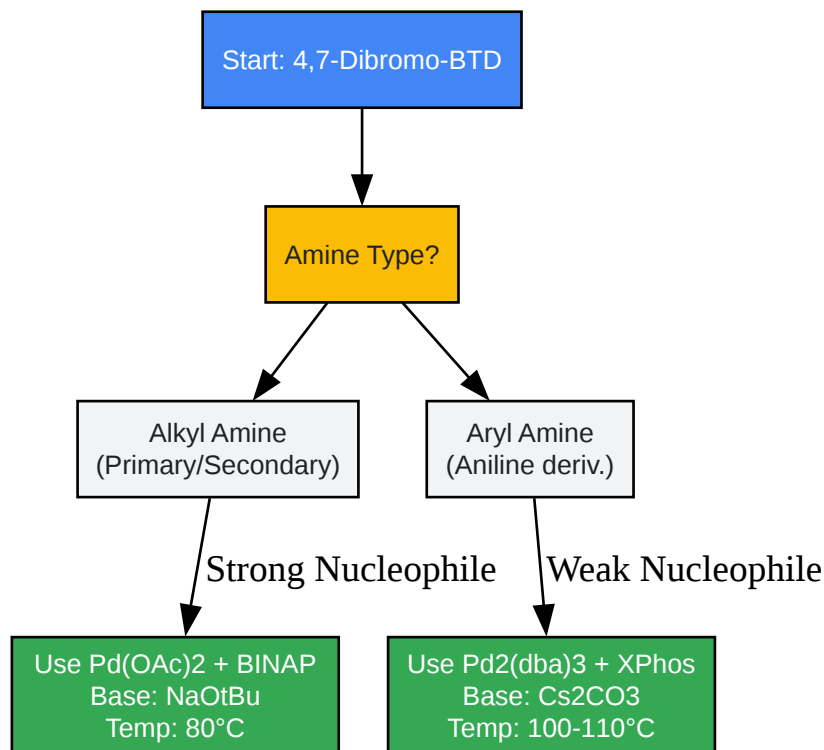 Start: 4,7-Dibromo-BTD
Amine Type?
Alkyl Amine
(Primary/Secondary)
Aryl Amine
(Aniline deriv.)
Strong Nucleophile
Weak Nucleophile
Use Pd(OAc)2 + BINAP
Base: NaOtBu
Temp: 80°C
Use Pd2(dba)3 + XPhos
Base: Cs2CO3
Temp: 100-110°C